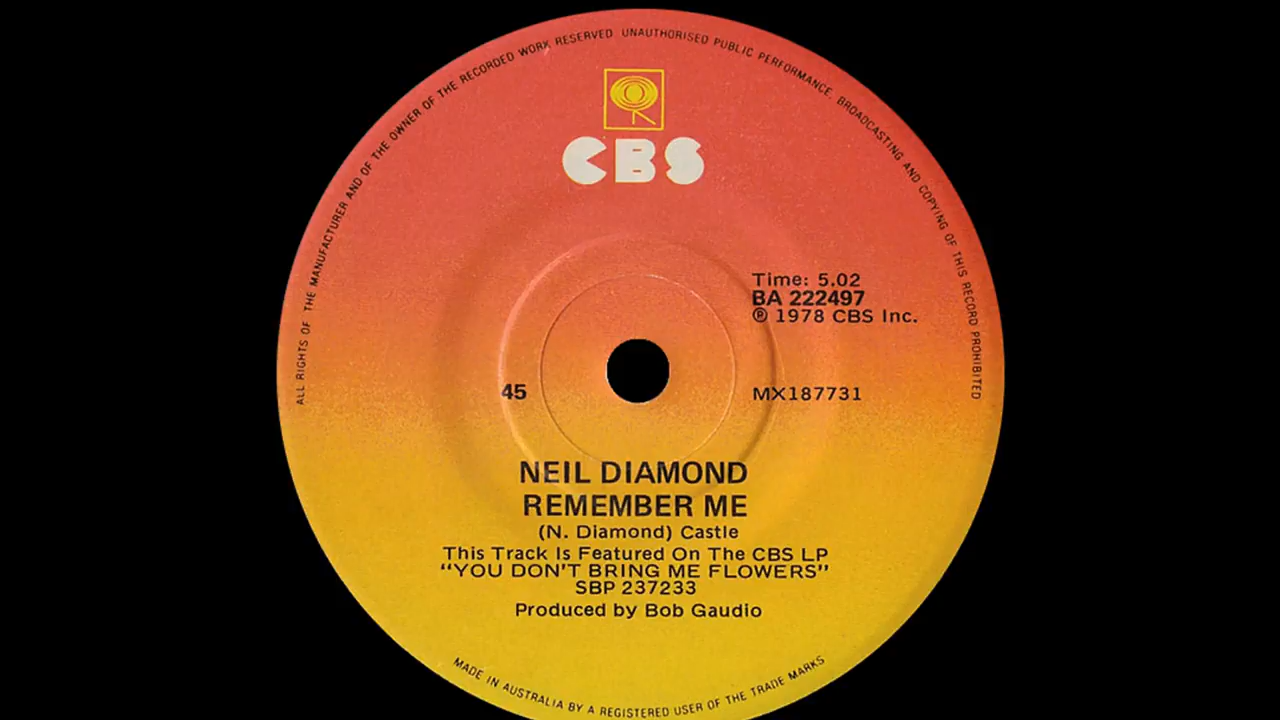 ALL RIGHTS OF THE MANUFACTURER AND OF THE OWNER OF THE RECORDED WORK RESERVED UNAUTHORISED PUBLIC PERFORMANCE, BROADCASTING AND COPYING OF THIS RECORD PROHIBITED
CBS
Time: 5.02
BA 222497
℗ 1978 CBS Inc.
45 MX187731
NEIL DIAMOND
REMEMBER ME
(N. Diamond) Castle
This Track Is Featured On The CBS LP
“YOU DON'T BRING ME FLOWERS”
SBP 237233
Produced by Bob Gaudio
MADE IN AUSTRALIA BY A REGISTERED USER OF THE TRADE MARKS